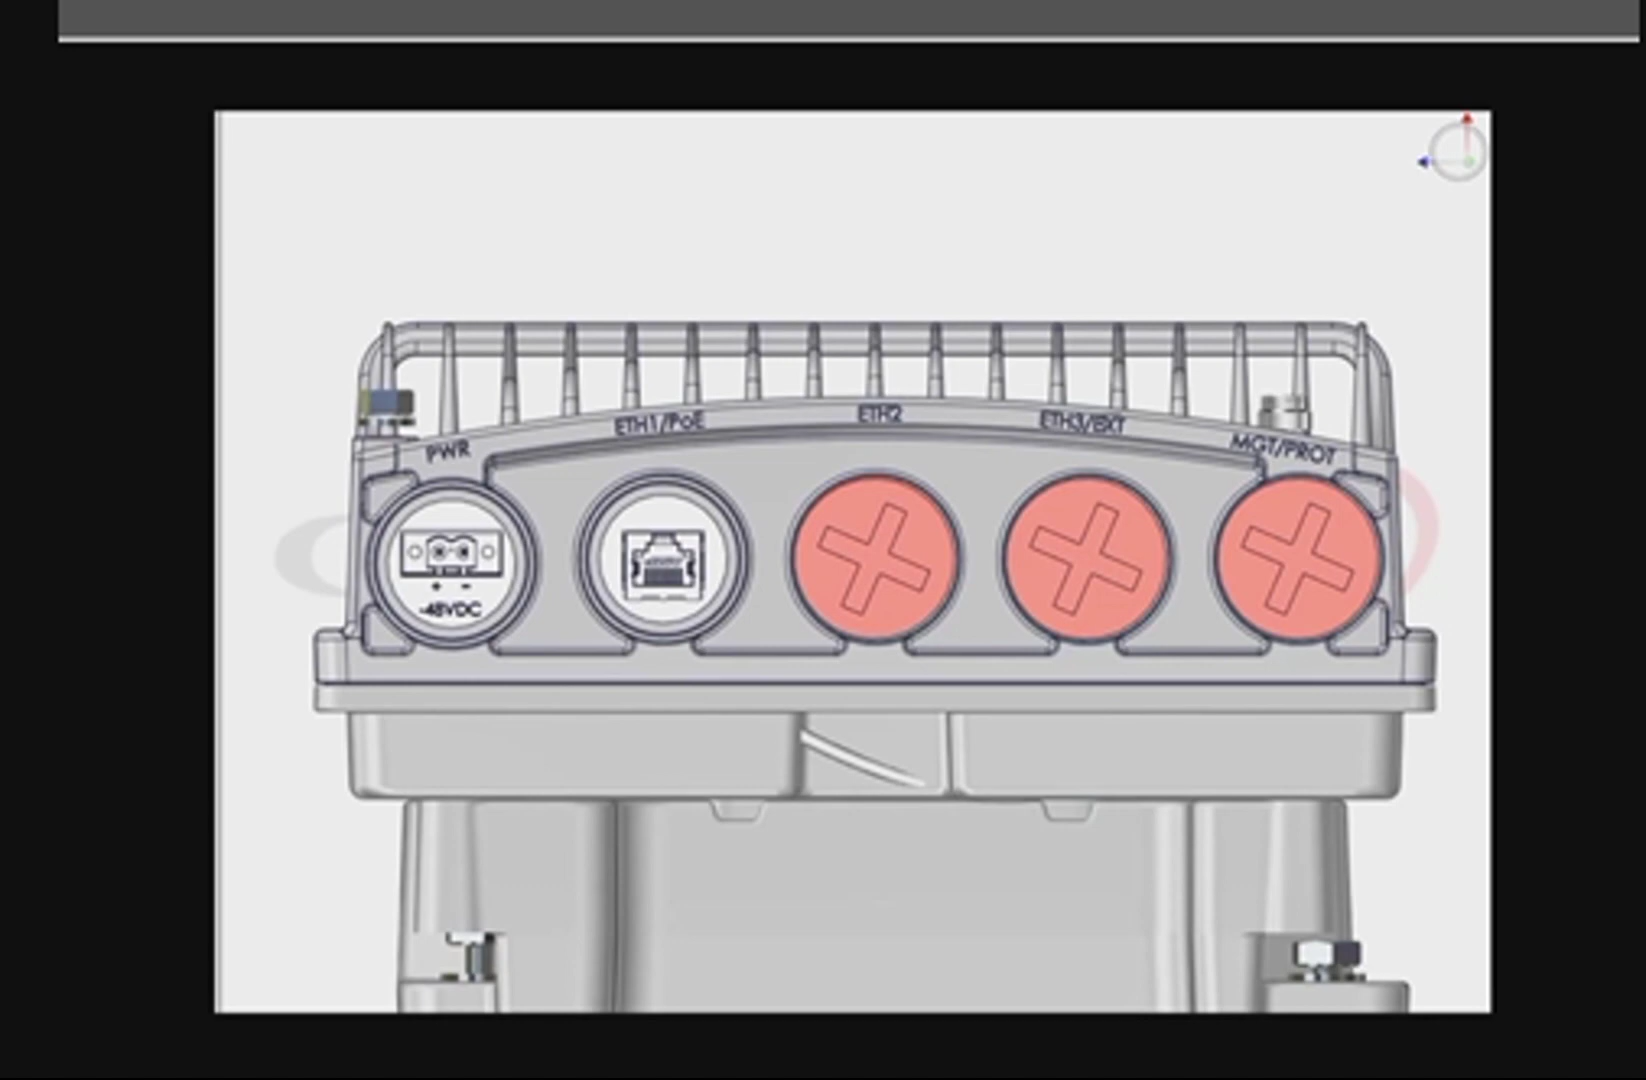 PWR
ETH1/PoE
ETH2
ETH3/EXT
MGT/PROT
+ -
-48VDC